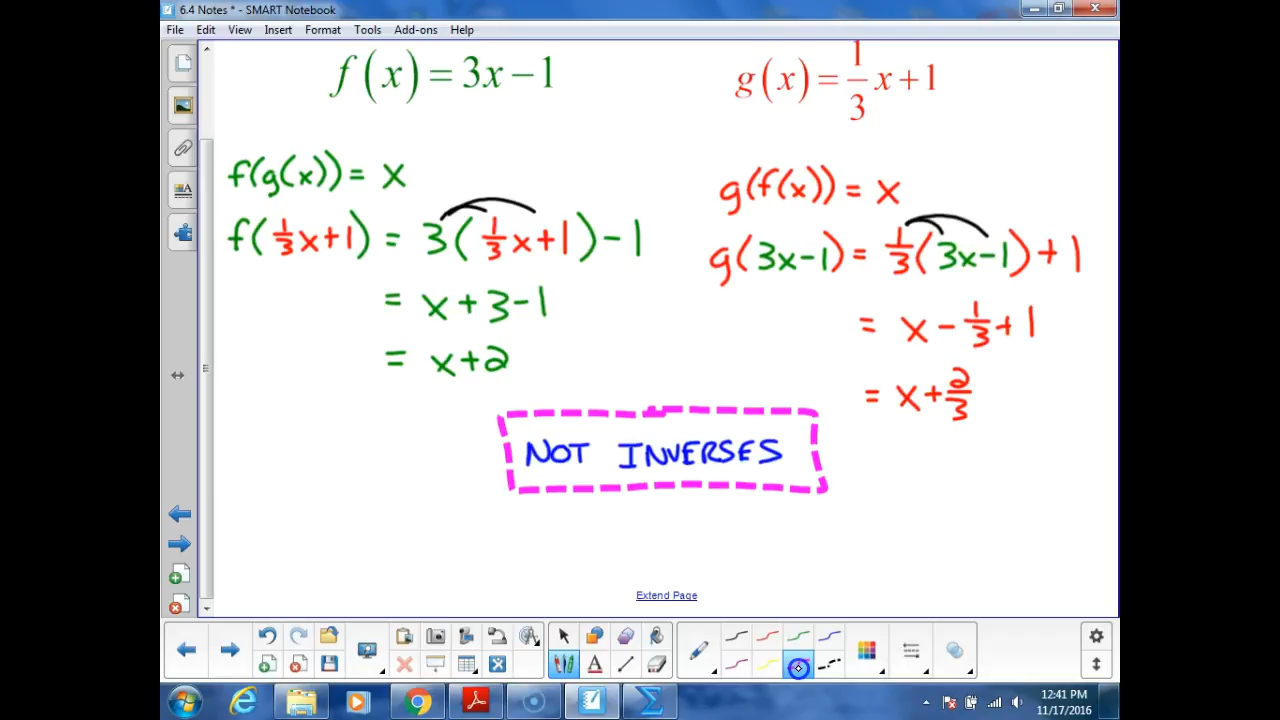 6.4 Notes * - SMART Notebook
File Edit View Insert Format Tools Add-ons Help
f(x) = 3x − 1
g(x) = 1/3 x + 1
f(g(x)) = x
f(1/3x+1) = 3(1/3x+1) − 1
= x + 3 − 1
= x + 2
g(f(x)) = x
g(3x−1) = 1/3(3x−1) + 1
= x − 1/3 + 1
= x + 2/3
NOT INVERSES
Extend Page
12:41 PM
11/17/2016